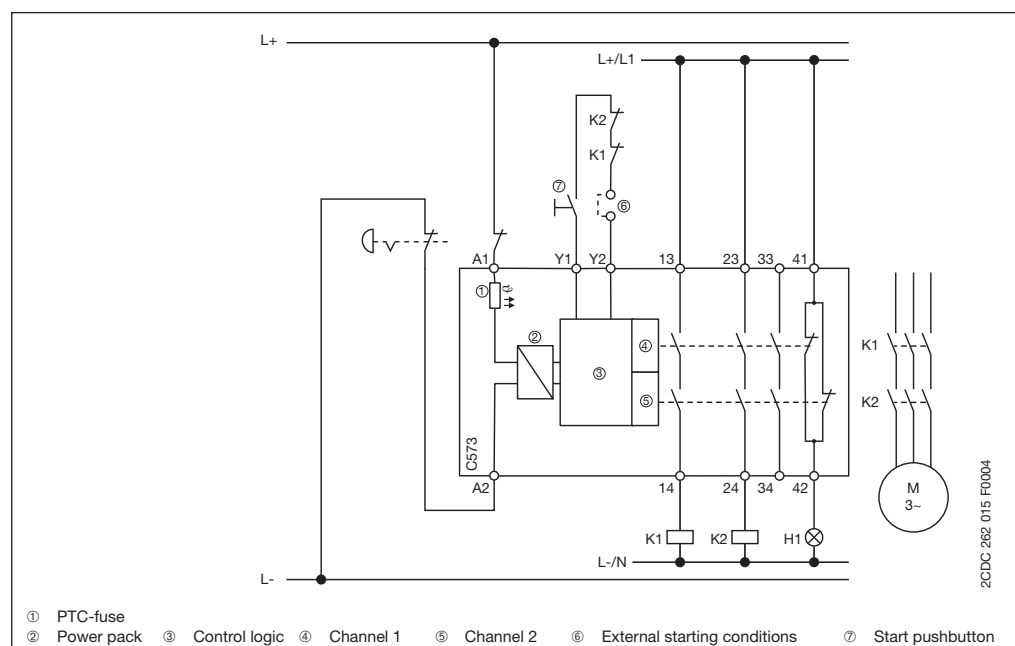 L+
L+/L1
K2
K1
⑦
⑥
A1 Y1 Y2 13 23 33 41
① ϑ
②
③
④
⑤
K1
K2
C573
A2 14 24 34 42
M
3~
K1 K2 H1
L-/N
L-
2CDC 262 015 F0004
① PTC-fuse
② Power pack ③ Control logic ④ Channel 1 ⑤ Channel 2 ⑥ External starting conditions ⑦ Start pushbutton